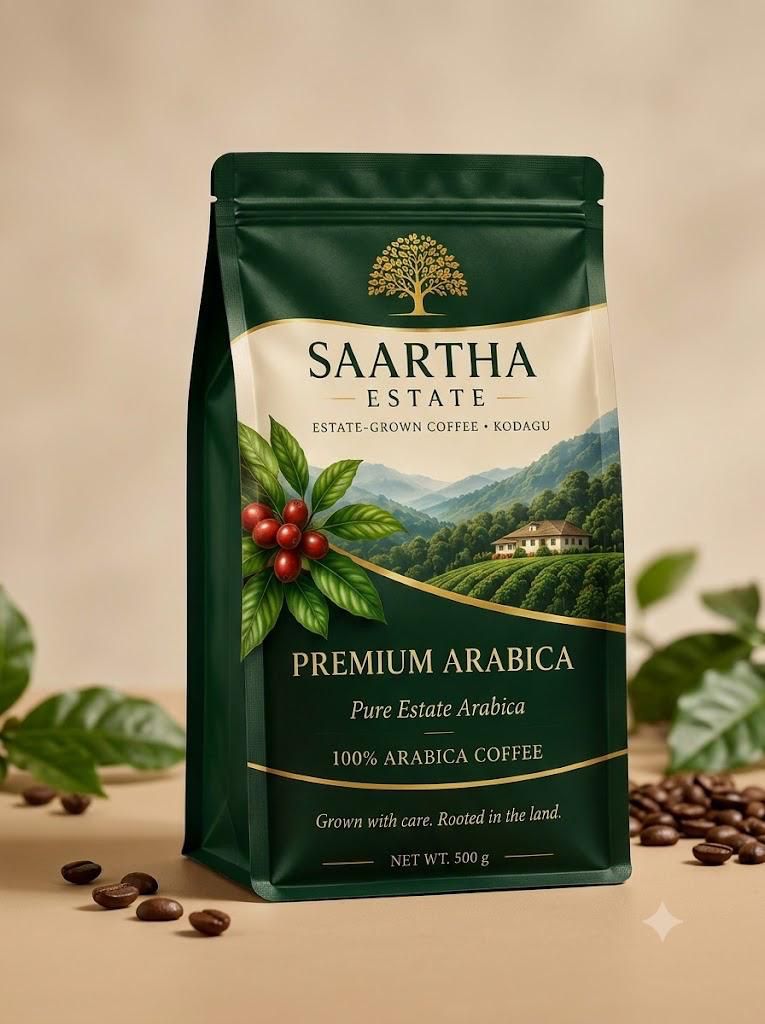 SAARTHA
ESTATE
ESTATE-GROWN COFFEE • KODAGU
PREMIUM ARABICA
Pure Estate Arabica
100% ARABICA COFFEE
Grown with care. Rooted in the land.
NET WT. 500 g